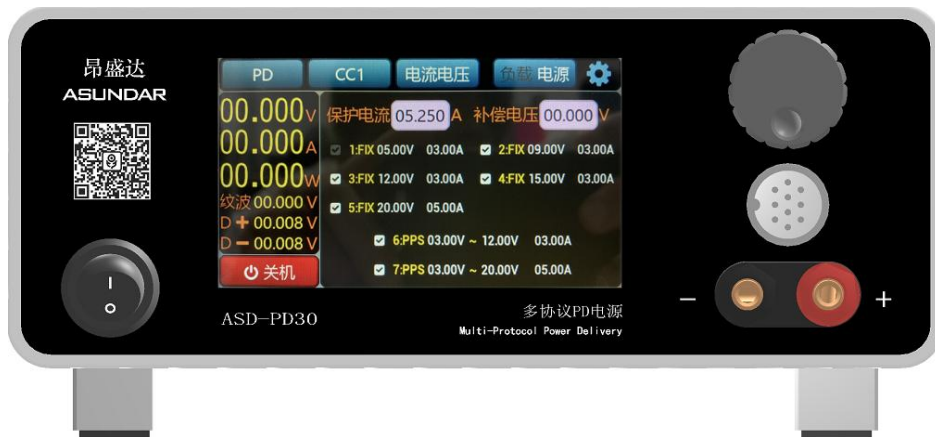 昂盛达
ASUNDAR
PD CC1 电流电压 负载 电源
00.000 V
00.000 A
00.000 W
纹波 00.000 V
D + 00.008 V
D - 00.008 V
关机
保护电流 05.250 A 补偿电压 00.000 V
1:FIX 05.00V 03.00A 2:FIX 09.00V 03.00A
3:FIX 12.00V 03.00A 4:FIX 15.00V 03.00A
5:FIX 20.00V 05.00A
6:PPS 03.00V ~ 12.00V 03.00A
7:PPS 03.00V ~ 20.00V 05.00A
ASD-PD30
多协议PD电源
Multi-Protocol Power Delivery
I
O
- +